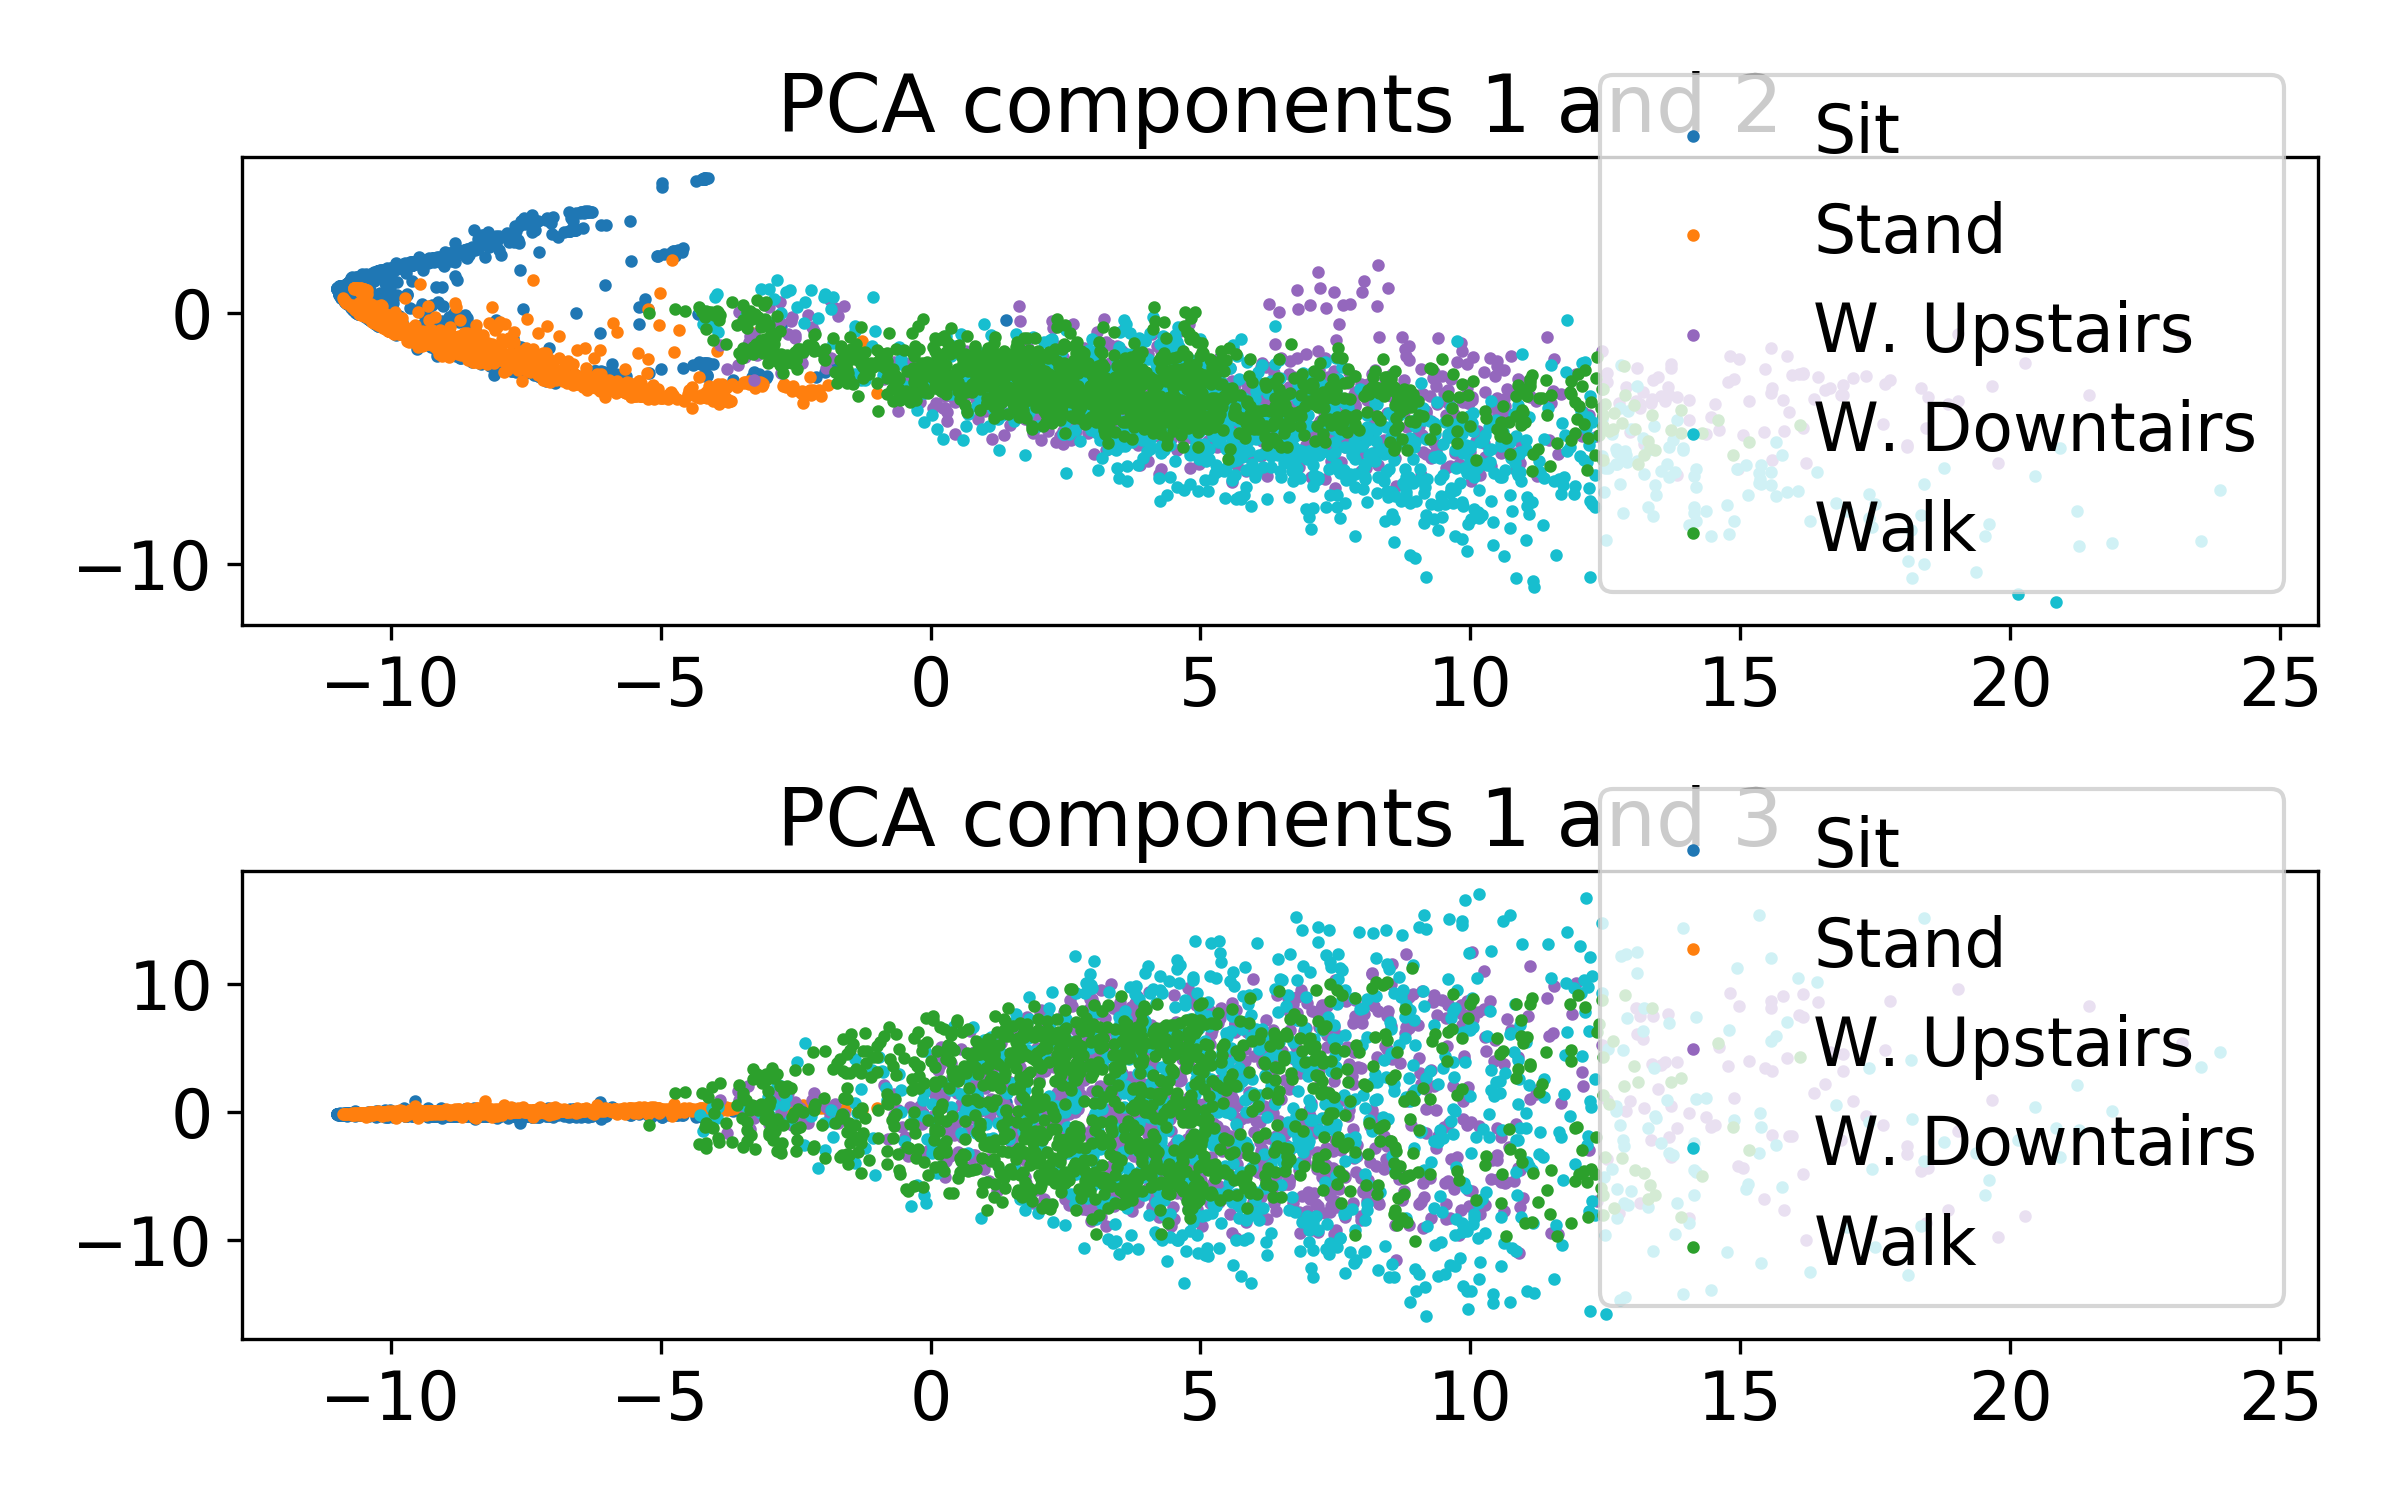 PCA components 1 and 2
Sit
Stand
W. Upstairs
W. Downtairs
Walk
0
−10
−10 −5 0 5 10 15 20 25
PCA components 1 and 3
Sit
Stand
W. Upstairs
W. Downtairs
Walk
10
0
−10
−10 −5 0 5 10 15 20 25